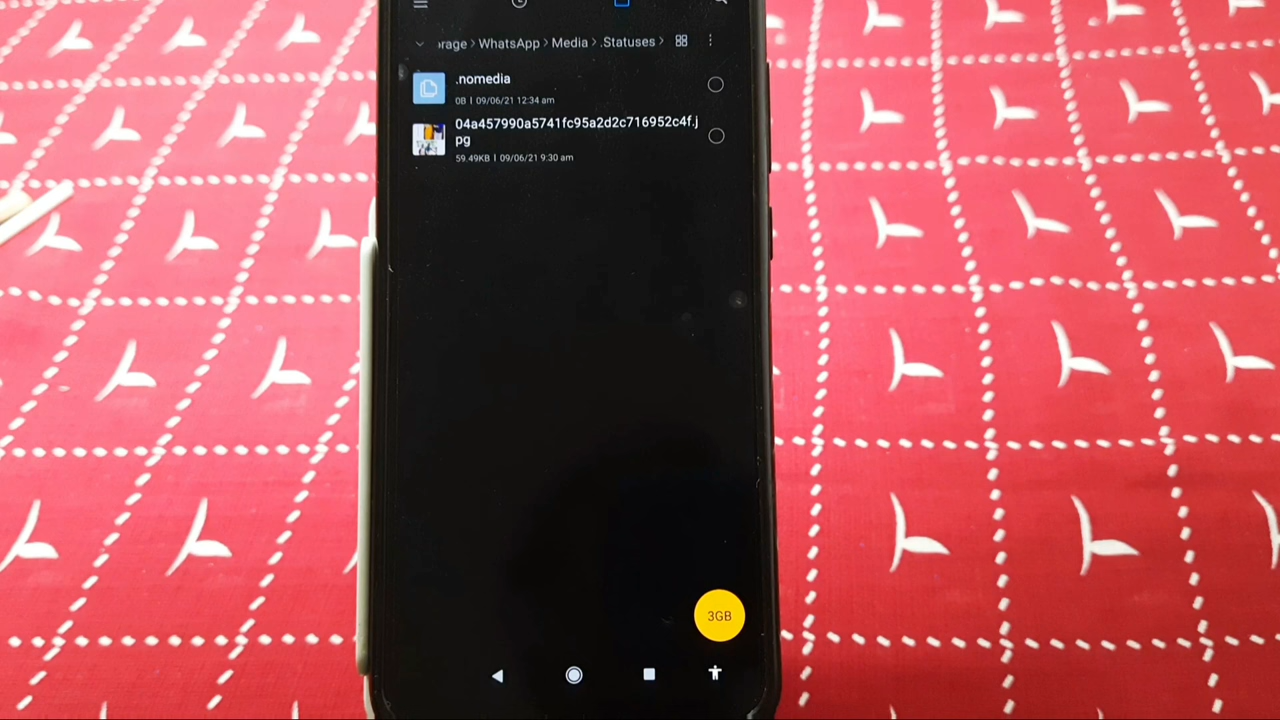 orage > WhatsApp > Media > .Statuses >
.nomedia
0B | 09/06/21 12:34 am
04a457990a5741fc95a2d2c716952c4f.j
pg
59.49KB | 09/06/21 9:30 am
3GB